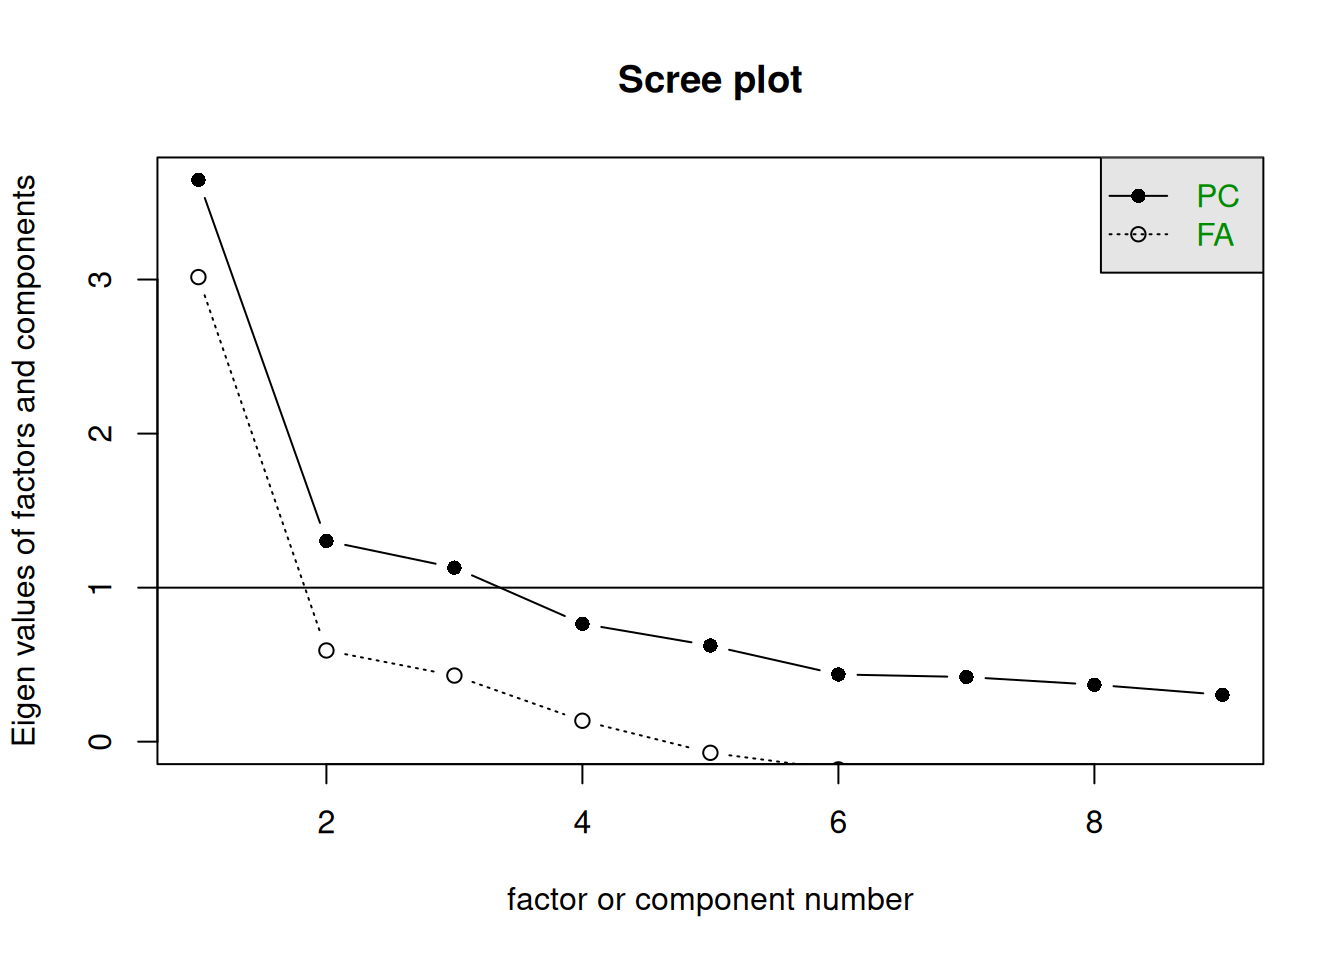 Scree plot
Eigen values of factors and components
3
2
1
0
PC
FA
2 4 6 8
factor or component number